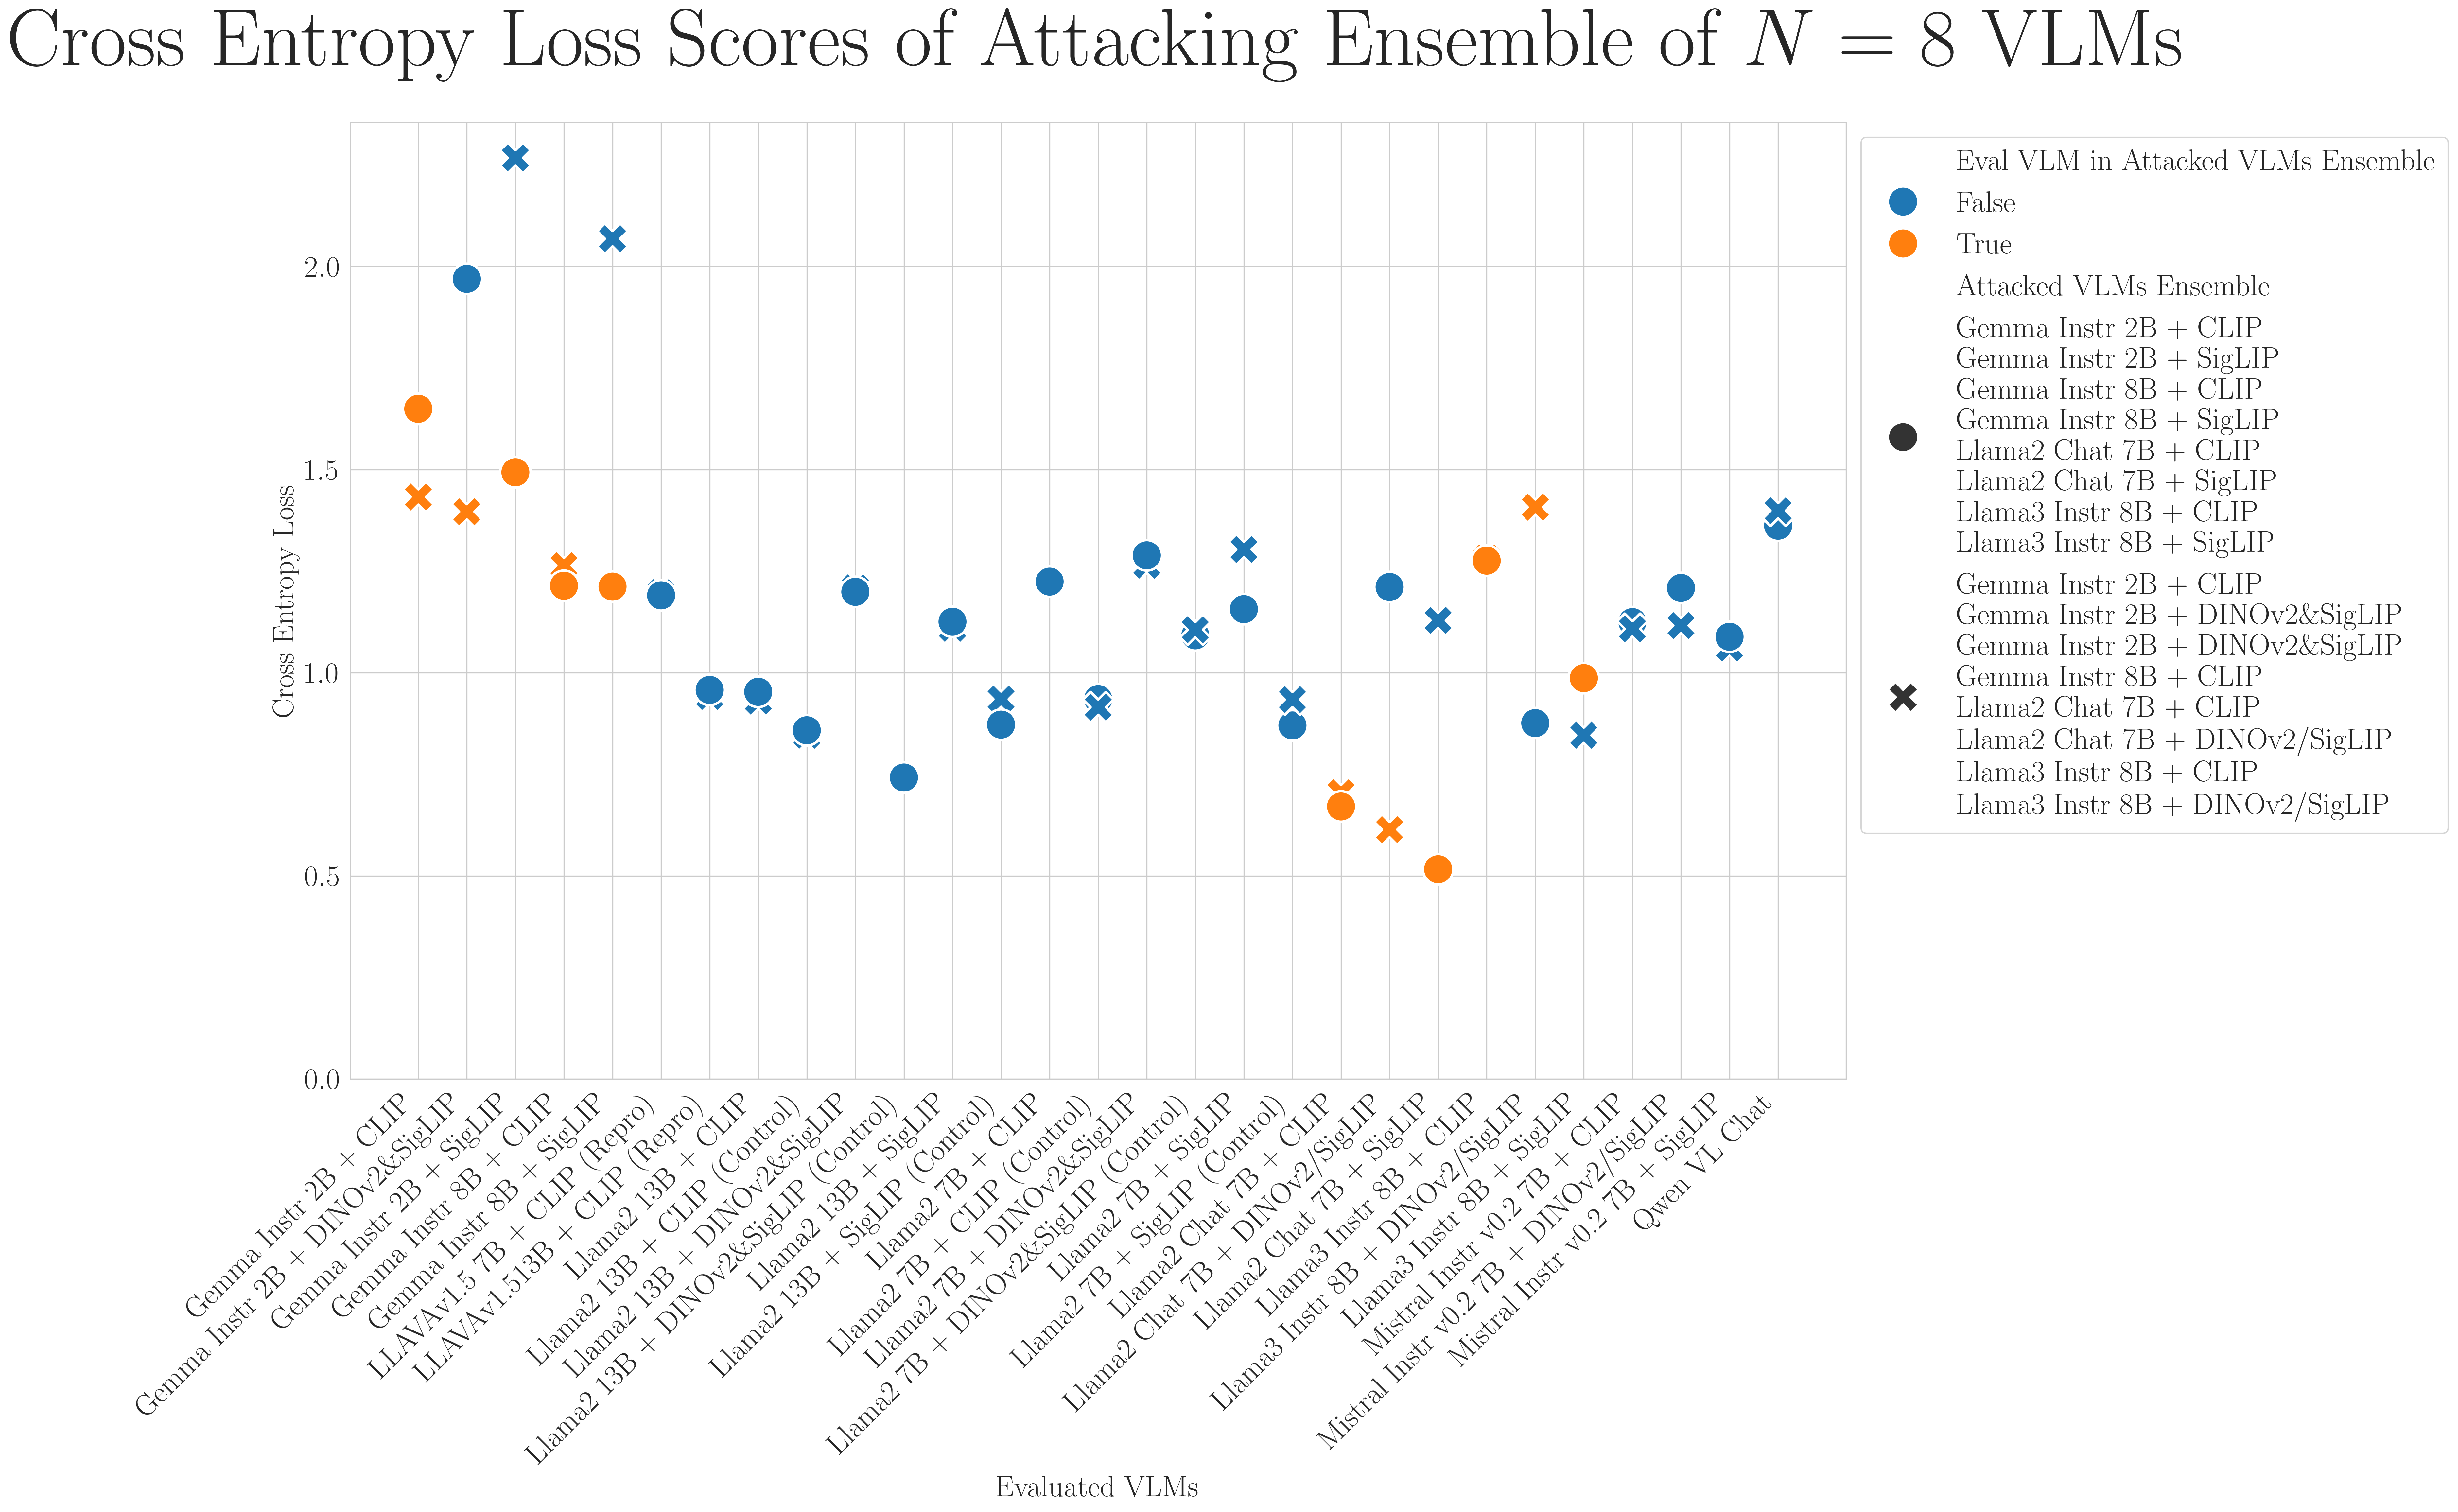 Cross Entropy Loss Scores of Attacking Ensemble of N = 8 VLMs
Cross Entropy Loss
2.0
1.5
1.0
0.5
0.0
Gemma Instr 2B + CLIP
Gemma Instr 2B + DINOv2&SigLIP
Gemma Instr 2B + SigLIP
Gemma Instr 8B + CLIP
Gemma Instr 8B + SigLIP
LLAVAv1.5 7B + CLIP (Repro)
LLAVAv1.513B + CLIP (Repro)
Llama2 13B + CLIP
Llama2 13B + CLIP (Control)
Llama2 13B + DINOv2&SigLIP
Llama2 13B + DINOv2&SigLIP (Control)
Llama2 13B + SigLIP
Llama2 13B + SigLIP (Control)
Llama2 7B + CLIP
Llama2 7B + CLIP (Control)
Llama2 7B + DINOv2&SigLIP
Llama2 7B + DINOv2&SigLIP (Control)
Llama2 7B + SigLIP
Llama2 7B + SigLIP (Control)
Llama2 Chat 7B + CLIP
Llama2 Chat 7B + DINOv2/SigLIP
Llama2 Chat 7B + SigLIP
Llama3 Instr 8B + CLIP
Llama3 Instr 8B + DINOv2/SigLIP
Llama3 Instr 8B + SigLIP
Mistral Instr v0.2 7B + CLIP
Mistral Instr v0.2 7B + DINOv2/SigLIP
Mistral Instr v0.2 7B + SigLIP
Qwen VL Chat
Evaluated VLMs
Eval VLM in Attacked VLMs Ensemble
False
True
Attacked VLMs Ensemble
Gemma Instr 2B + CLIP
Gemma Instr 2B + SigLIP
Gemma Instr 8B + CLIP
Gemma Instr 8B + SigLIP
Llama2 Chat 7B + CLIP
Llama2 Chat 7B + SigLIP
Llama3 Instr 8B + CLIP
Llama3 Instr 8B + SigLIP
Gemma Instr 2B + CLIP
Gemma Instr 2B + DINOv2&SigLIP
Gemma Instr 2B + DINOv2&SigLIP
Gemma Instr 8B + CLIP
Llama2 Chat 7B + CLIP
Llama2 Chat 7B + DINOv2/SigLIP
Llama3 Instr 8B + CLIP
Llama3 Instr 8B + DINOv2/SigLIP